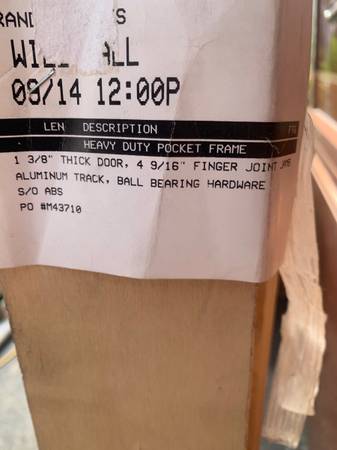 WILL CALL
09/14 12:00P
LEN DESCRIPTION
HEAVY DUTY POCKET FRAME
1 3/8" THICK DOOR, 4 9/16" FINGER JOINT JAMB
ALUMINUM TRACK, BALL BEARING HARDWARE
S/O ABS
PO #M43710